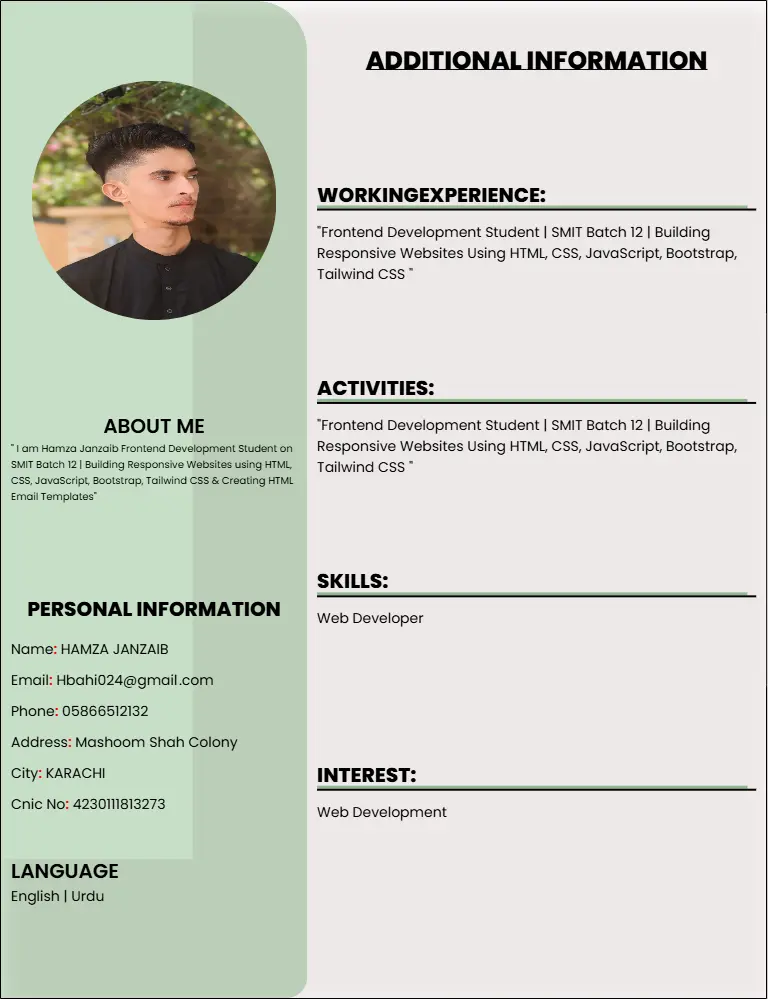 ABOUT ME
" I am Hamza Janzaib Frontend Development Student on
SMIT Batch 12 | Building Responsive Websites using HTML,
CSS, JavaScript, Bootstrap, Tailwind CSS & Creating HTML
Email Templates"
PERSONAL INFORMATION
Name: HAMZA JANZAIB
Email: Hbahi024@gmail.com
Phone: 05866512132
Address: Mashoom Shah Colony
City: KARACHI
Cnic No: 4230111813273
LANGUAGE
English | Urdu
ADDITIONAL INFORMATION
WORKINGEXPERIENCE:
"Frontend Development Student | SMIT Batch 12 | Building
Responsive Websites Using HTML, CSS, JavaScript, Bootstrap,
Tailwind CSS "
ACTIVITIES:
"Frontend Development Student | SMIT Batch 12 | Building
Responsive Websites Using HTML, CSS, JavaScript, Bootstrap,
Tailwind CSS "
SKILLS:
Web Developer
INTEREST:
Web Development